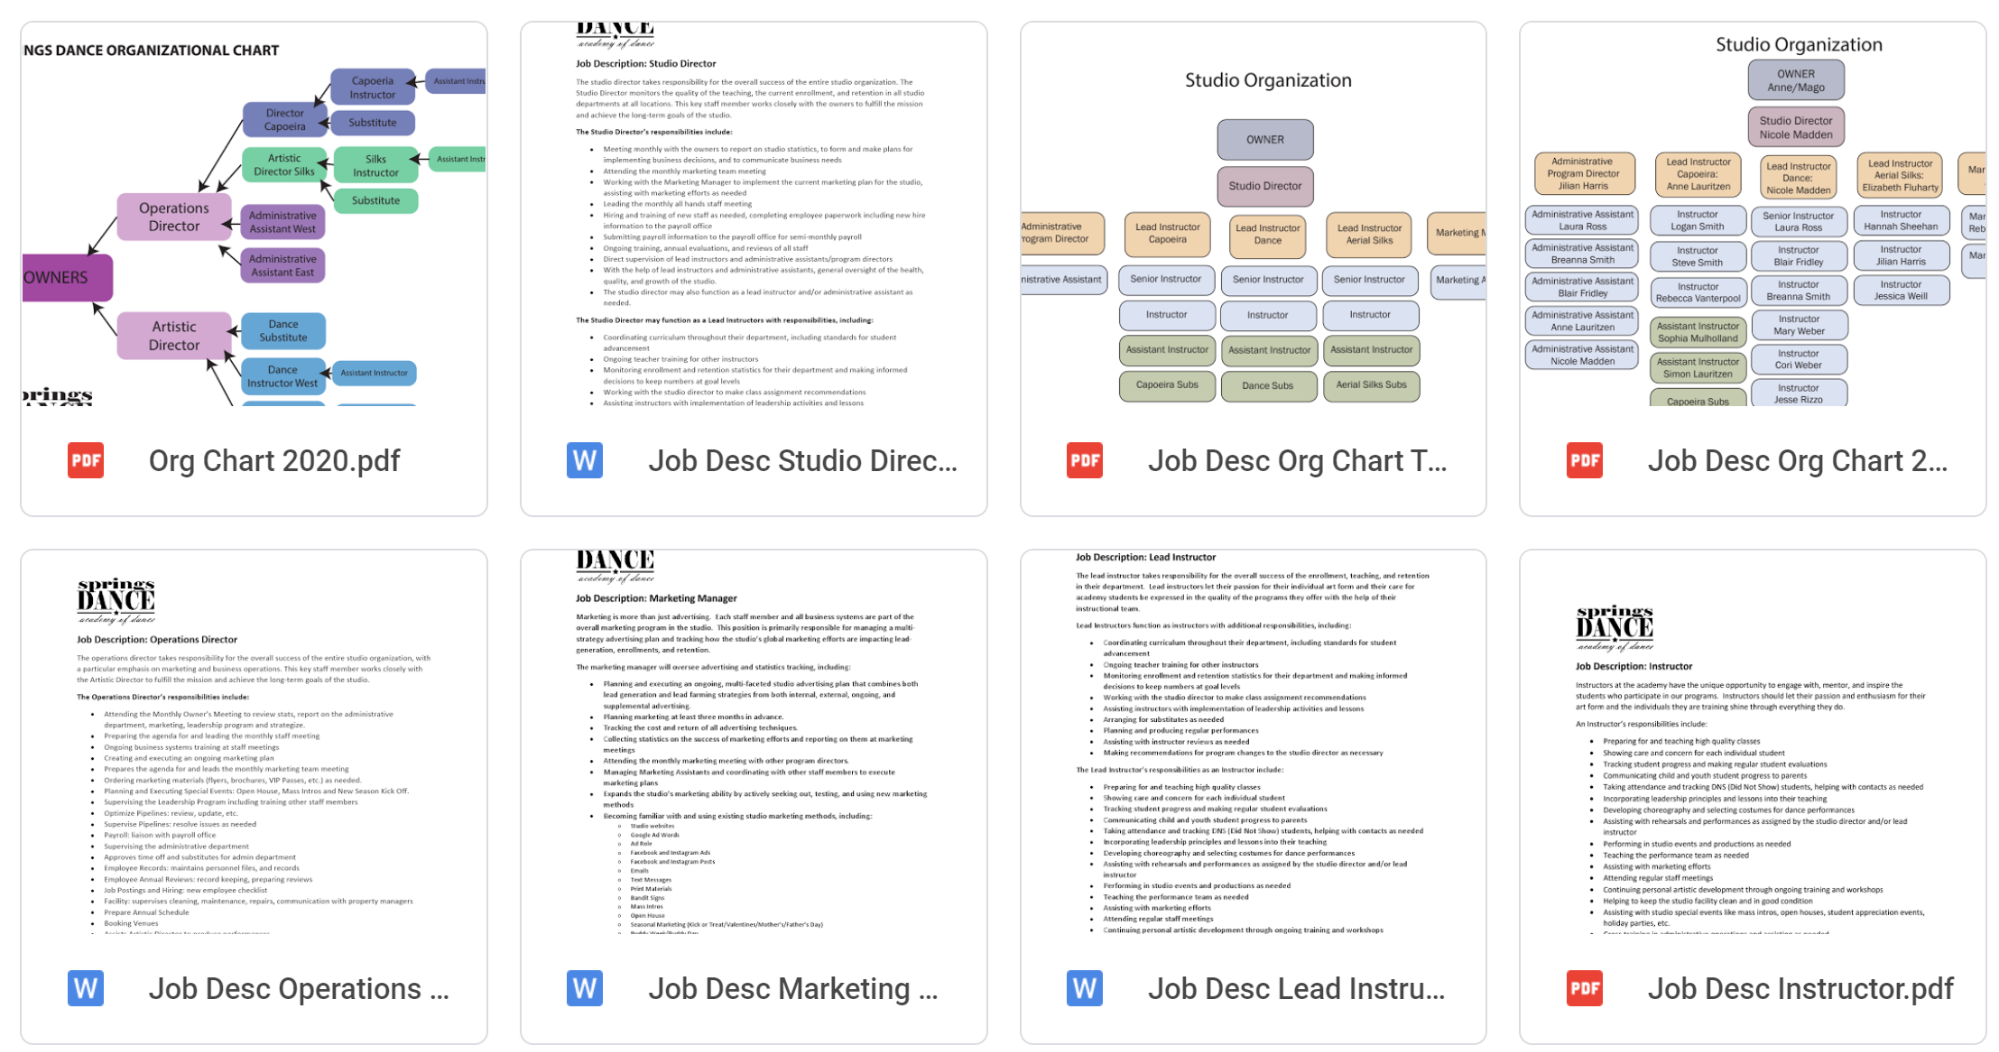 NGS DANCE ORGANIZATIONAL CHART
Capoeria
Instructor
Assistant Instru
Director
Capoeira
Substitute
Artistic
Director Silks
Silks
Instructor
Assistant Instr
Substitute
Operations
Director
Administrative
Assistant West
Administrative
Assistant East
OWNERS
Artistic
Director
Dance
Substitute
Dance
Instructor West
Assistant Instructor
PDF
Org Chart 2020.pdf
DANCE
academy of dance
Job Description: Studio Director
The studio director takes responsibility for the overall success of the entire studio organization. The
Studio Director monitors the quality of the teaching, the current enrollment, and retention in all studio
departments at all locations. This key staff member works closely with the owners to fulfill the mission
and achieve the long-term goals of the studio.
The Studio Director's responsibilities include:
• Meeting monthly with the owners to report on studio statistics, to form and make plans for
implementing business decisions, and to communicate business needs
• Attending the monthly marketing team meeting
• Working with the Marketing Manager to implement the current marketing plan for the studio,
assisting with marketing efforts as needed
• Leading the monthly all hands staff meeting
• Hiring and training of new staff as needed, completing employee paperwork including new hire
information to the payroll office
• Submitting payroll information to the payroll office for semi-monthly payroll
• Ongoing training, annual evaluations, and reviews of all staff
• Direct supervision of lead instructors and administrative assistants/program directors
• With the help of lead instructors and administrative assistants, general oversight of the health,
quality, and growth of the studio.
• The studio director may also function as a lead instructor and/or administrative assistant as
needed.
The Studio Director may function as a Lead Instructors with responsibilities, including:
• Coordinating curriculum throughout their department, including standards for student
advancement
• Ongoing teacher training for other instructors
• Monitoring enrollment and retention statistics for their department and making informed
decisions to keep numbers at goal levels
• Working with the studio director to make class assignment recommendations
• Assisting instructors with implementation of leadership activities and lessons
W
Job Desc Studio Direc...
Studio Organization
OWNER
Studio Director
Administrative
rogram Director
Lead Instructor
Capoeira
Lead Instructor
Dance
Lead Instructor
Aerial Silks
Marketing M
nistrative Assistant
Senior Instructor
Senior Instructor
Senior Instructor
Marketing A
Instructor
Instructor
Instructor
Assistant Instructor
Assistant Instructor
Assistant Instructor
Capoeira Subs
Dance Subs
Aerial Silks Subs
PDF
Job Desc Org Chart T...
Studio Organization
OWNER
Anne/Mago
Studio Director
Nicole Madden
Administrative
Program Director
Jilian Harris
Lead Instructor
Capoeira:
Anne Lauritzen
Lead Instructor
Dance:
Nicole Madden
Lead Instructor
Aerial Silks:
Elizabeth Fluharty
Mar
Administrative Assistant
Laura Ross
Instructor
Logan Smith
Senior Instructor
Laura Ross
Instructor
Hannah Sheehan
Mar
Reb
Administrative Assistant
Breanna Smith
Instructor
Steve Smith
Instructor
Blair Fridley
Instructor
Jilian Harris
Mar
Administrative Assistant
Blair Fridley
Instructor
Rebecca Vanterpool
Instructor
Breanna Smith
Instructor
Jessica Weill
Administrative Assistant
Anne Lauritzen
Assistant Instructor
Sophia Mulholland
Instructor
Mary Weber
Administrative Assistant
Nicole Madden
Assistant Instructor
Simon Lauritzen
Instructor
Cori Weber
Capoeira Subs
Instructor
Jesse Rizzo
PDF
Job Desc Org Chart 2...
springs
DANCE
academy of dance
Job Description: Operations Director
The operations director takes responsibility for the overall success of the entire studio organization, with
a particular emphasis on marketing and business operations. This key staff member works closely with
the Artistic Director to fulfill the mission and achieve the long-term goals of the studio.
The Operations Director's responsibilities include:
• Attending the Monthly Owner's Meeting to review stats, report on the administrative
department, marketing, leadership program and strategize.
• Preparing the agenda for and leading the monthly staff meeting
• Ongoing business systems training at staff meetings
• Creating and executing an ongoing marketing plan
• Prepares the agenda for and leads the monthly marketing team meeting
• Ordering marketing materials (flyers, brochures, VIP Passes, etc.) as needed.
• Planning and Executing Special Events: Open House, Mass Intros and New Season Kick Off.
• Supervising the Leadership Program including training other staff members
• Optimize Pipelines: review, update, etc.
• Supervise Pipelines: resolve issues as needed
• Payroll: liaison with payroll office
• Supervising the administrative department
• Approves time off and substitutes for admin department
• Employee Records: maintains personnel files, and records
• Employee Annual Reviews: record keeping, preparing reviews
• Job Postings and Hiring: new employee checklist
• Facility: supervises cleaning, maintenance, repairs, communication with property managers
• Prepare Annual Schedule
• Booking Venues
W
Job Desc Operations ...
DANCE
academy of dance
Job Description: Marketing Manager
Marketing is more than just advertising. Each staff member and all business systems are part of the
overall marketing program in the studio. This position is primarily responsible for managing a multi-
strategy advertising plan and tracking how the studio's global marketing efforts are impacting lead-
generation, enrollments, and retention.
The marketing manager will oversee advertising and statistics tracking, including:
• Planning and executing an ongoing, multi-faceted studio advertising plan that combines both
lead generation and lead farming strategies from both internal, external, ongoing, and
supplemental advertising.
• Planning marketing at least three months in advance.
• Tracking the cost and return of all advertising techniques.
• Collecting statistics on the success of marketing efforts and reporting on them at marketing
meetings
• Attending the monthly marketing meeting with other program directors.
• Managing Marketing Assistants and coordinating with other staff members to execute
marketing plans
• Expands the studio's marketing ability by actively seeking out, testing, and using new marketing
methods
• Becoming familiar with and using existing studio marketing methods, including:
o Studio websites
o Google Ad Words
o Ad Role
o Facebook and Instagram Ads
o Facebook and Instagram Posts
o Emails
o Text Messages
o Print Materials
o Bandit Signs
o Mass Intros
o Open House
o Seasonal Marketing (Kick or Treat/Valentines/Mother's/Father's Day)
W
Job Desc Marketing ...
Job Description: Lead Instructor
The lead instructor takes responsibility for the overall success of the enrollment, teaching, and retention
in their department. Lead instructors let their passion for their individual art form and their care for
academy students be expressed in the quality of the programs they offer with the help of their
instructional team.
Lead Instructors function as instructors with additional responsibilities, including:
• Coordinating curriculum throughout their department, including standards for student
advancement
• Ongoing teacher training for other instructors
• Monitoring enrollment and retention statistics for their department and making informed
decisions to keep numbers at goal levels
• Working with the studio director to make class assignment recommendations
• Assisting instructors with implementation of leadership activities and lessons
• Arranging for substitutes as needed
• Planning and producing regular performances
• Assisting with instructor reviews as needed
• Making recommendations for program changes to the studio director as necessary
The Lead Instructor's responsibilities as an Instructor include:
• Preparing for and teaching high quality classes
• Showing care and concern for each individual student
• Tracking student progress and making regular student evaluations
• Communicating child and youth student progress to parents
• Taking attendance and tracking DNS (Did Not Show) students, helping with contacts as needed
• Incorporating leadership principles and lessons into their teaching
• Developing choreography and selecting costumes for dance performances
• Assisting with rehearsals and performances as assigned by the studio director and/or lead
instructor
• Performing in studio events and productions as needed
• Teaching the performance team as needed
• Assisting with marketing efforts
• Attending regular staff meetings
• Continuing personal artistic development through ongoing training and workshops
W
Job Desc Lead Instru...
springs
DANCE
academy of dance
Job Description: Instructor
Instructors at the academy have the unique opportunity to engage with, mentor, and inspire the
students who participate in our programs. Instructors should let their passion and enthusiasm for their
art form and the individuals they are training shine through everything they do.
An Instructor's responsibilities include:
• Preparing for and teaching high quality classes
• Showing care and concern for each individual student
• Tracking student progress and making regular student evaluations
• Communicating child and youth student progress to parents
• Taking attendance and tracking DNS (Did Not Show) students, helping with contacts as needed
• Incorporating leadership principles and lessons into their teaching
• Developing choreography and selecting costumes for dance performances
• Assisting with rehearsals and performances as assigned by the studio director and/or lead
instructor
• Performing in studio events and productions as needed
• Teaching the performance team as needed
• Assisting with marketing efforts
• Attending regular staff meetings
• Continuing personal artistic development through ongoing training and workshops
• Helping to keep the studio facility clean and in good condition
• Assisting with studio special events like mass intros, open houses, student appreciation events,
holiday parties, etc.
PDF
Job Desc Instructor.pdf